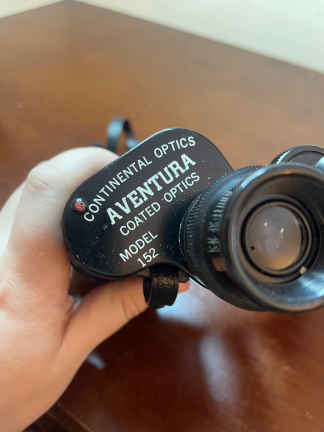 CONTINENTAL OPTICS
AVENTURA
COATED OPTICS
MODEL
152